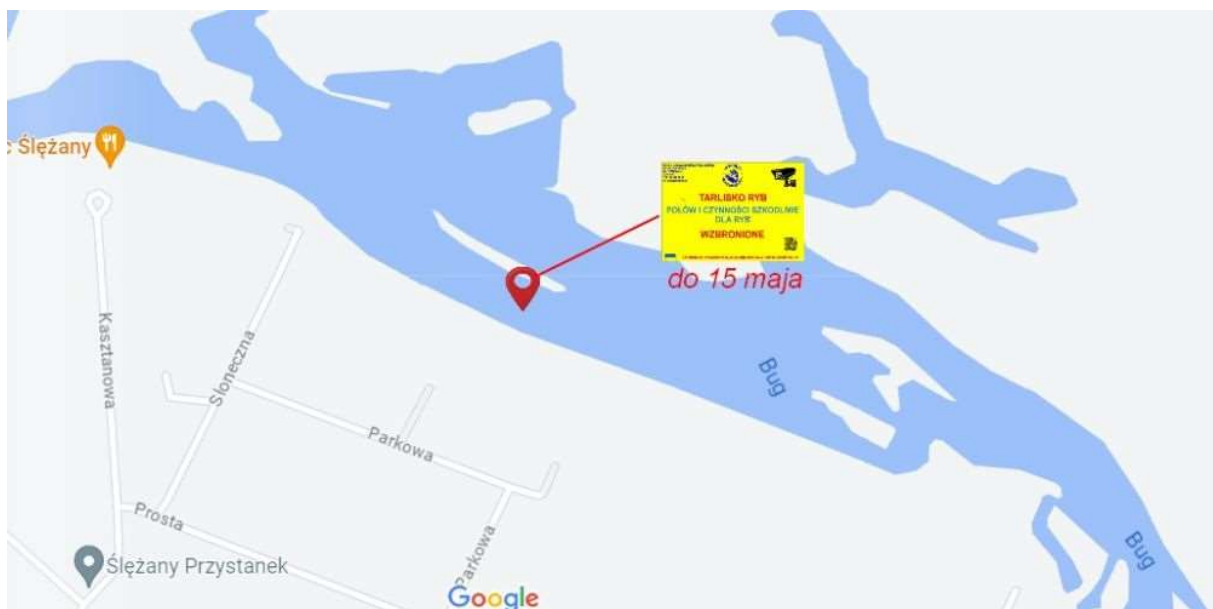 Ślężany
TARLISKO RYB
POŁÓW I CZYNNOŚCI SZKODLIWE
DLA RYB
WZBRONIONE
do 15 maja
Kasztanowa
Słoneczna
Bug
Parkowa
Prosta
Parkowa
Bug
Ślężany Przystanek
Google